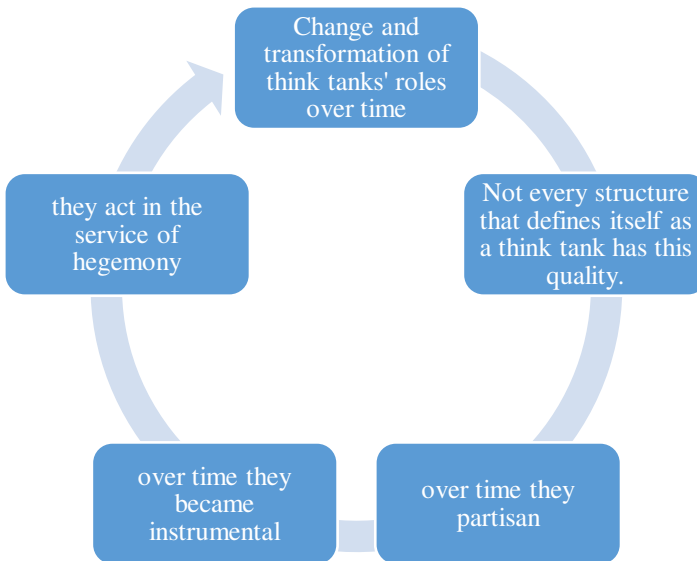 Change and
transformation of
think tanks' roles
over time
Not every structure
that defines itself as
a think tank has this
quality.
over time they
partisan
over time they
became
instrumental
they act in the
service of
hegemony